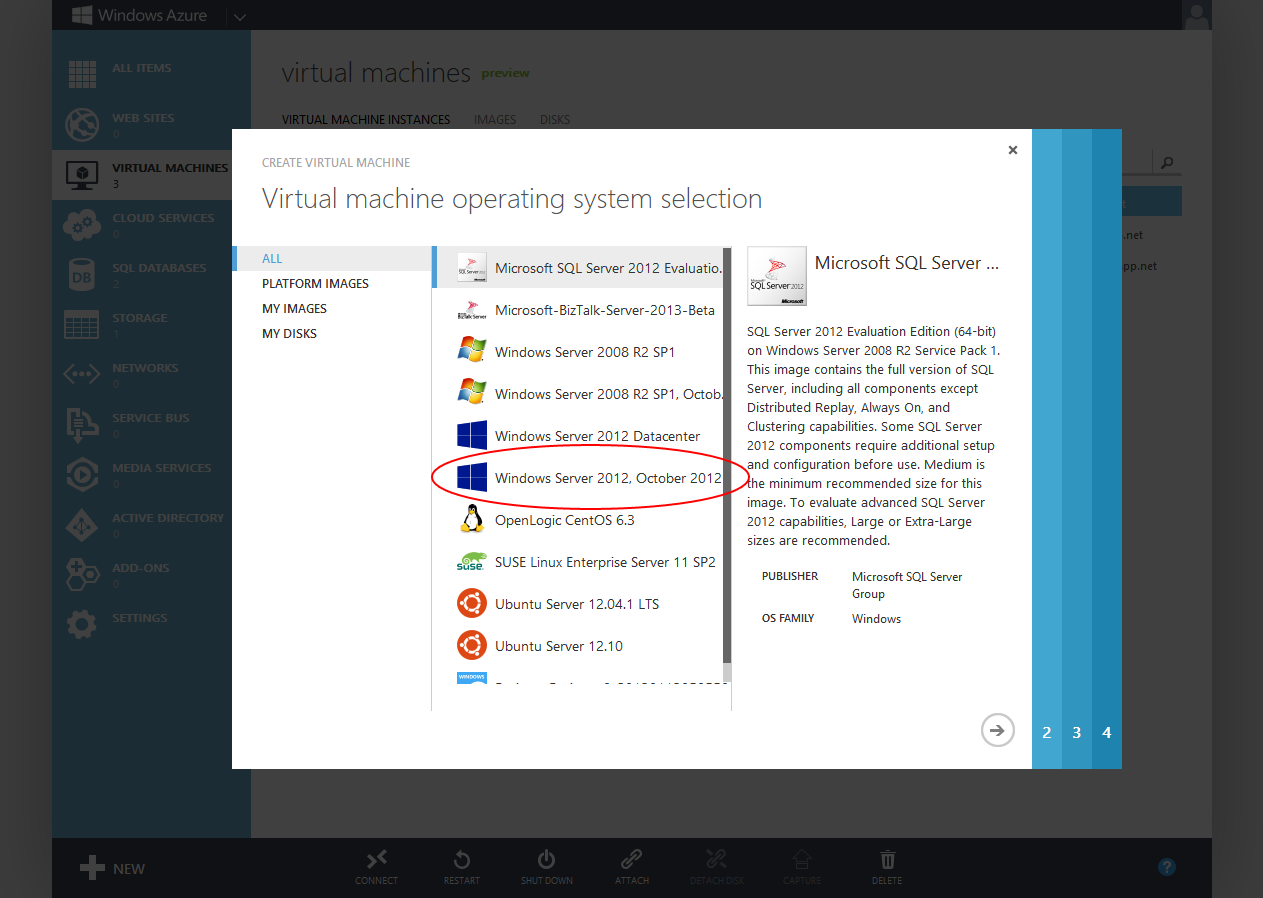 Windows Azure
ALL ITEMS
WEB SITES
0
VIRTUAL MACHINES
3
CLOUD SERVICES
0
SQL DATABASES
2
STORAGE
1
NETWORKS
0
SERVICE BUS
0
MEDIA SERVICES
0
ACTIVE DIRECTORY
0
ADD-ONS
0
SETTINGS
virtual machines preview
VIRTUAL MACHINE INSTANCES IMAGES DISKS
.net
pp.net
CREATE VIRTUAL MACHINE
Virtual machine operating system selection
ALL
PLATFORM IMAGES
MY IMAGES
MY DISKS
Microsoft SQL Server 2012 Evaluatio.
Microsoft-BizTalk-Server-2013-Beta
Windows Server 2008 R2 SP1
Windows Server 2008 R2 SP1, Octob.
Windows Server 2012 Datacenter
Windows Server 2012, October 2012
OpenLogic CentOS 6.3
SUSE Linux Enterprise Server 11 SP2
Ubuntu Server 12.04.1 LTS
Ubuntu Server 12.10
WINDOWS
SQL Server 2012
Microsoft
Microsoft SQL Server ...
SQL Server 2012 Evaluation Edition (64-bit)
on Windows Server 2008 R2 Service Pack 1.
This image contains the full version of SQL
Server, including all components except
Distributed Replay, Always On, and
Clustering capabilities. Some SQL Server
2012 components require additional setup
and configuration before use. Medium is
the minimum recommended size for this
image. To evaluate advanced SQL Server
2012 capabilities, Large or Extra-Large
sizes are recommended.
PUBLISHER Microsoft SQL Server
Group
OS FAMILY Windows
2 3 4
NEW
CONNECT
RESTART
SHUT DOWN
ATTACH
DETACH DISK
CAPTURE
DELETE
?